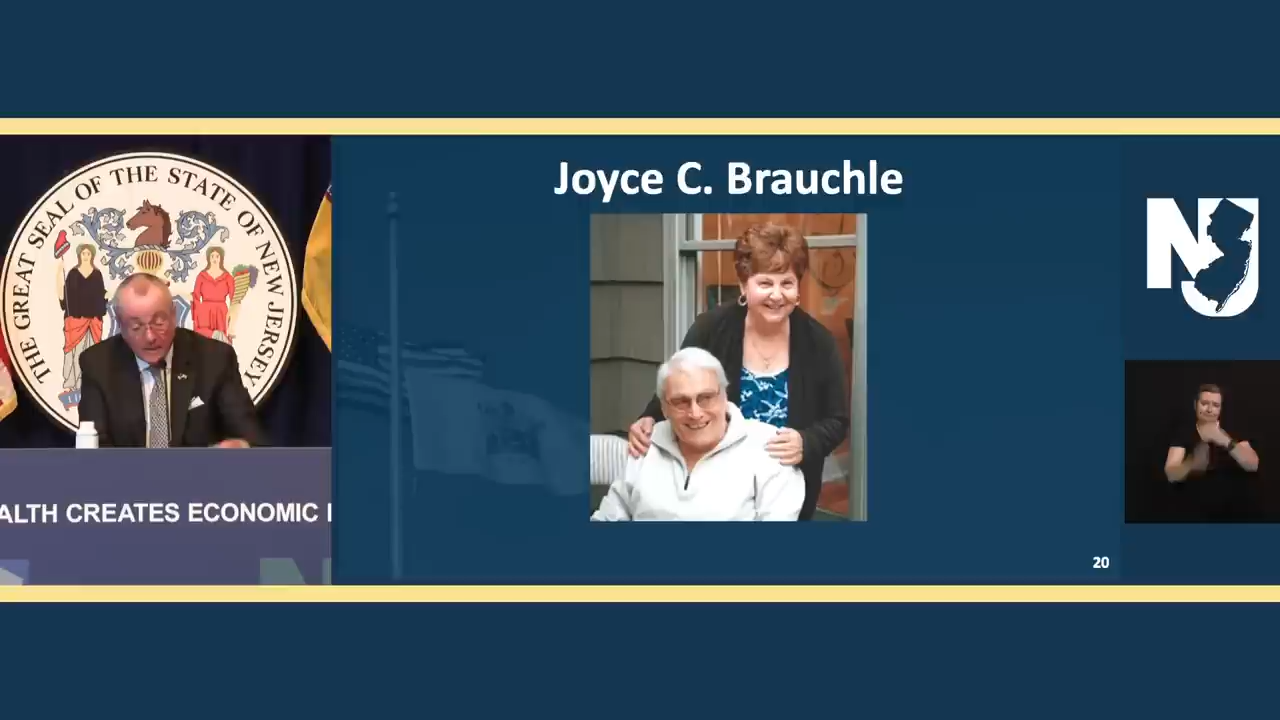 Joyce C. Brauchle
THE GREAT SEAL OF THE STATE OF NEW JERSEY
NJ
ALTH CREATES ECONOMIC
20